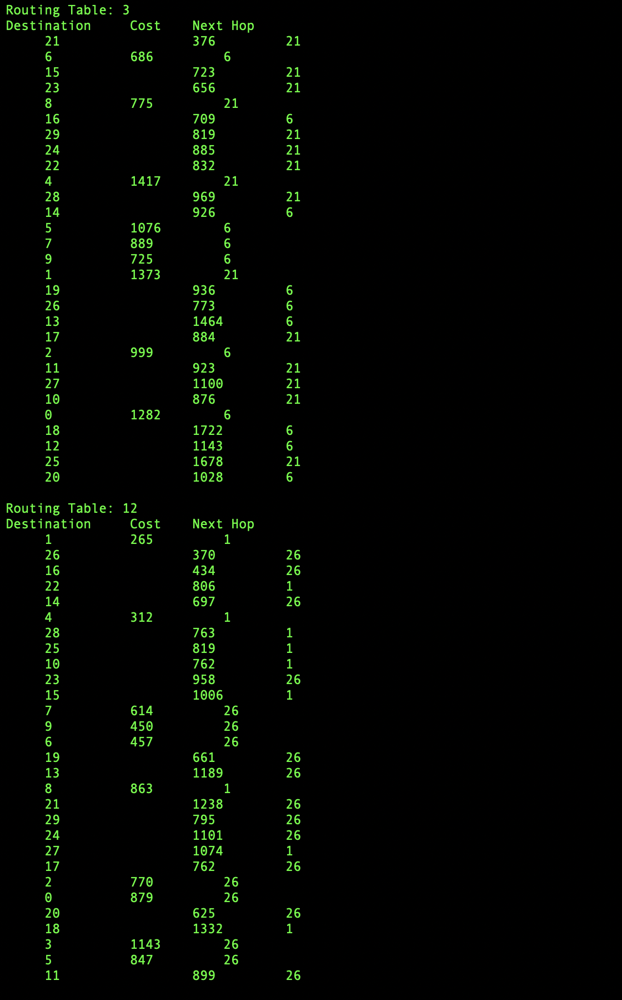 Routing Table: 3
Destination Cost Next Hop
21 376 21
6 686 6
15 723 21
23 656 21
8 775 21
16 709 6
29 819 21
24 885 21
22 832 21
4 1417 21
28 969 21
14 926 6
5 1076 6
7 889 6
9 725 6
1 1373 21
19 936 6
26 773 6
13 1464 6
17 884 21
2 999 6
11 923 21
27 1100 21
10 876 21
0 1282 6
18 1722 6
12 1143 6
25 1678 21
20 1028 6
Routing Table: 12
Destination Cost Next Hop
1 265 1
26 370 26
16 434 26
22 806 1
14 697 26
4 312 1
28 763 1
25 819 1
10 762 1
23 958 26
15 1006 1
7 614 26
9 450 26
6 457 26
19 661 26
13 1189 26
8 863 1
21 1238 26
29 795 26
24 1101 26
27 1074 1
17 762 26
2 770 26
0 879 26
20 625 26
18 1332 1
3 1143 26
5 847 26
11 899 26